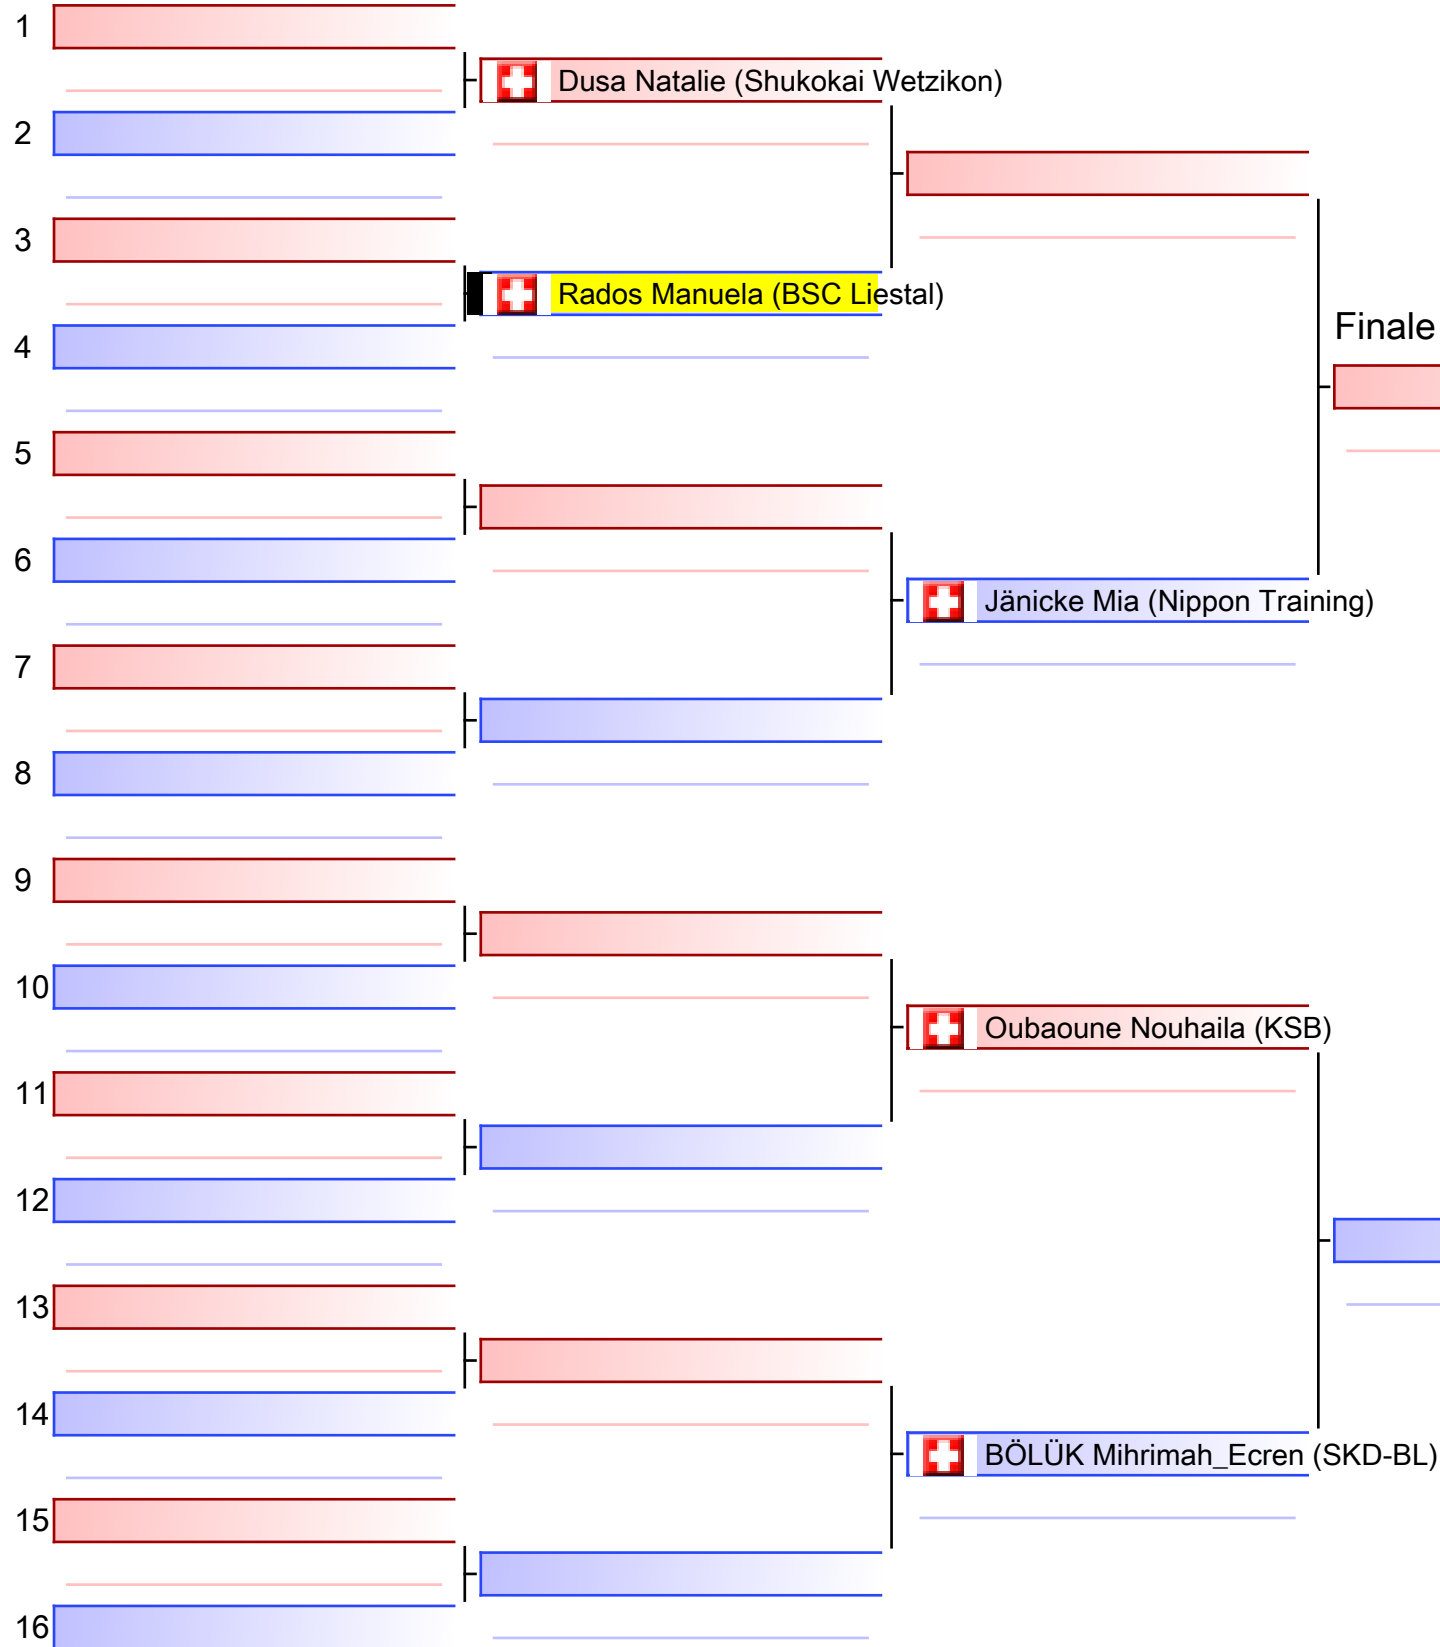 1
Dusa Natalie (Shukokai Wetzikon)
2
3
Rados Manuela (BSC Liestal)
Finale
4
5
6
Jänicke Mia (Nippon Training)
7
8
9
10
Oubaoune Nouhaila (KSB)
11
12
13
14
BÖLÜK Mihrimah_Ecren (SKD-BL)
15
16